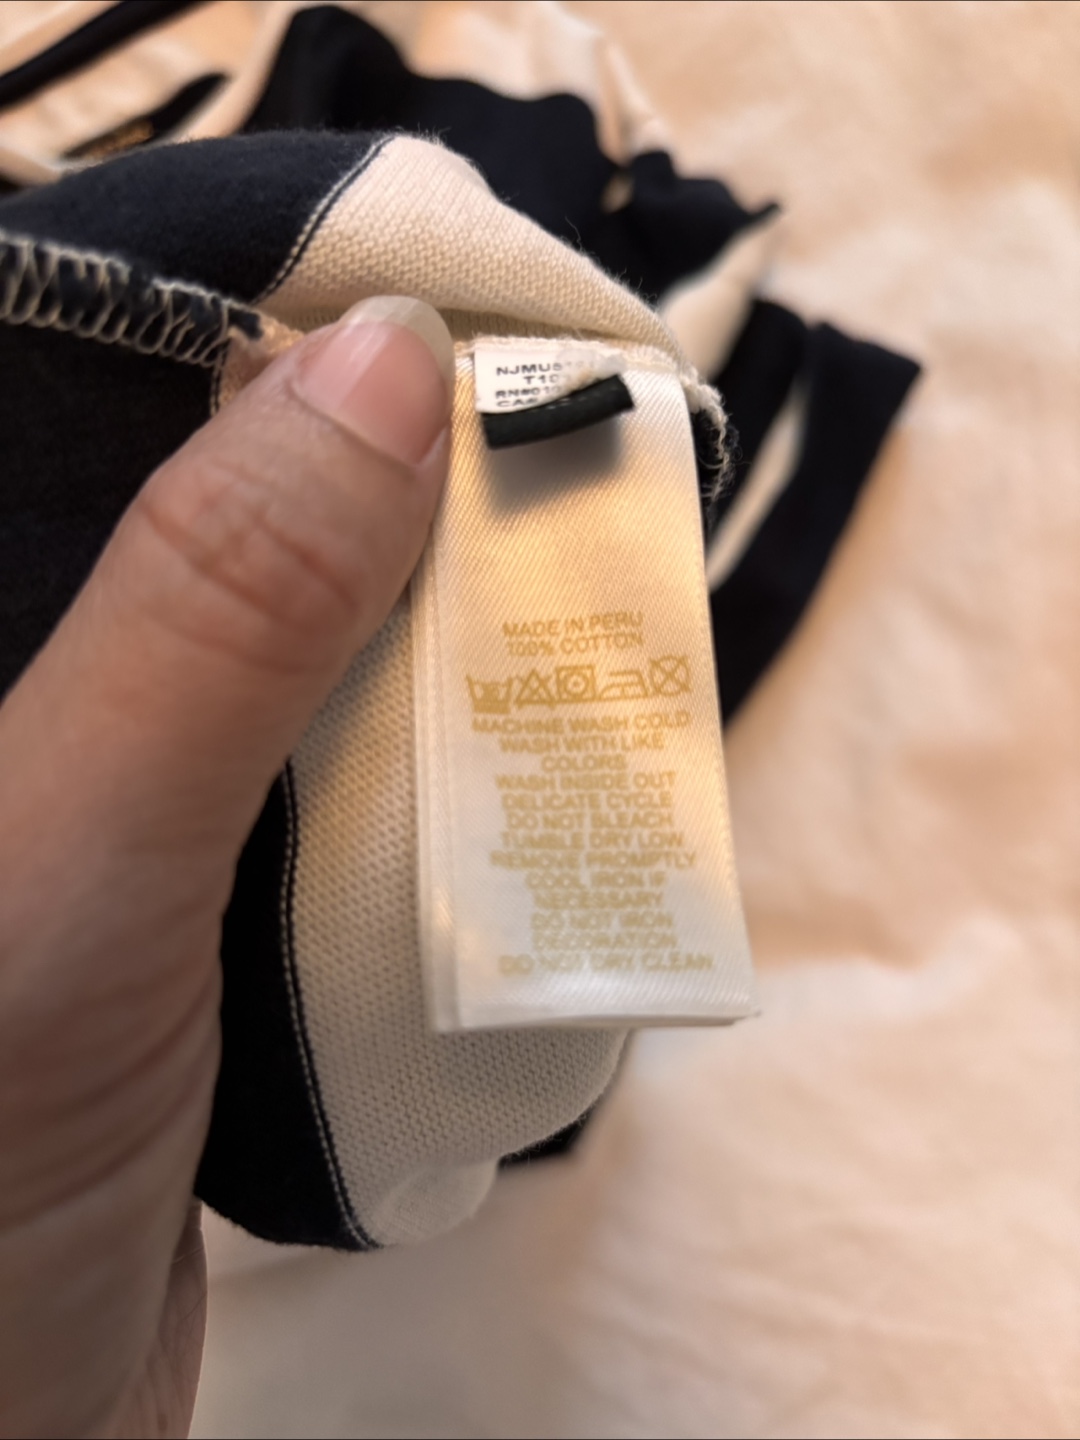 MADE IN PERU
100% COTTON
MACHINE WASH COLD
WASH WITH LIKE
COLORS
WASH INSIDE OUT
DELICATE CYCLE
DO NOT BLEACH
TUMBLE DRY LOW
REMOVE PROMPTLY
COOL IRON IF
NECESSARY
DO NOT IRON
DECORATION
DO NOT DRY CLEAN